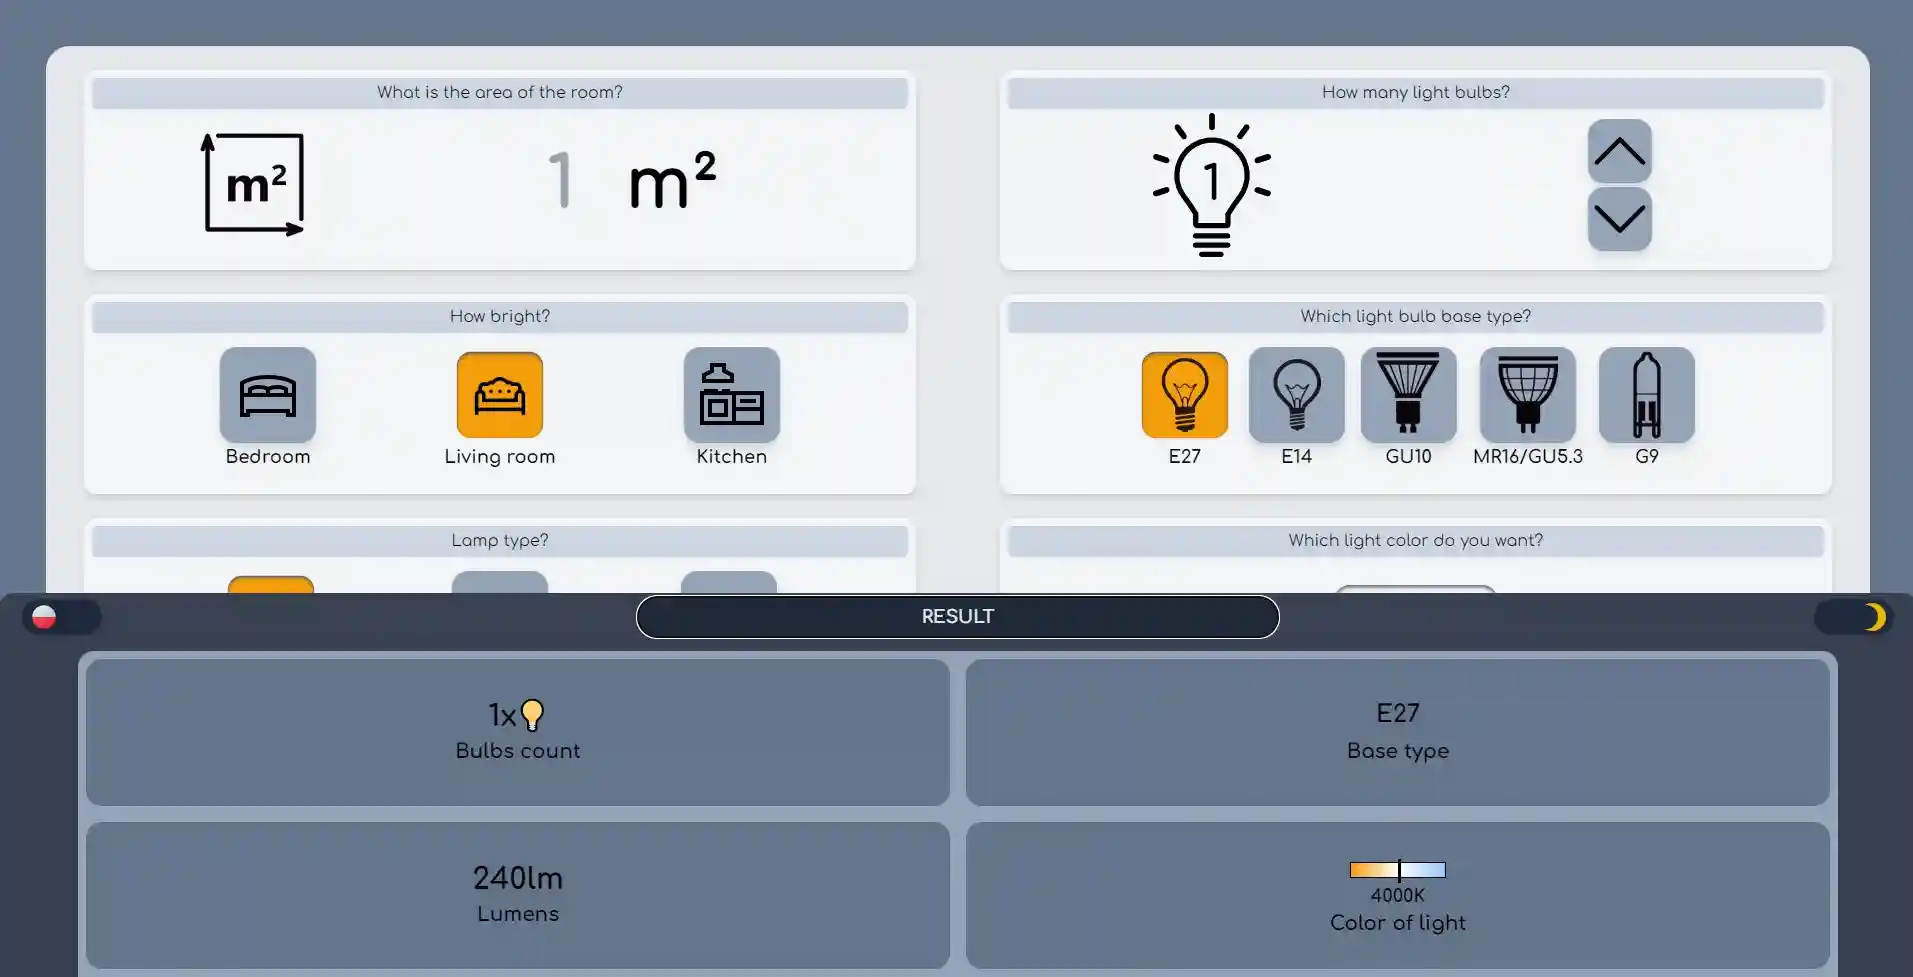 What is the area of the room?
How many light bulbs?
m²
1 m²
1
How bright?
Which light bulb base type?
Bedroom
Living room
Kitchen
E27
E14
GU10
MR16/GU5.3
G9
Lamp type?
Which light color do you want?
RESULT
1x
Bulbs count
E27
Base type
240lm
Lumens
4000K
Color of light